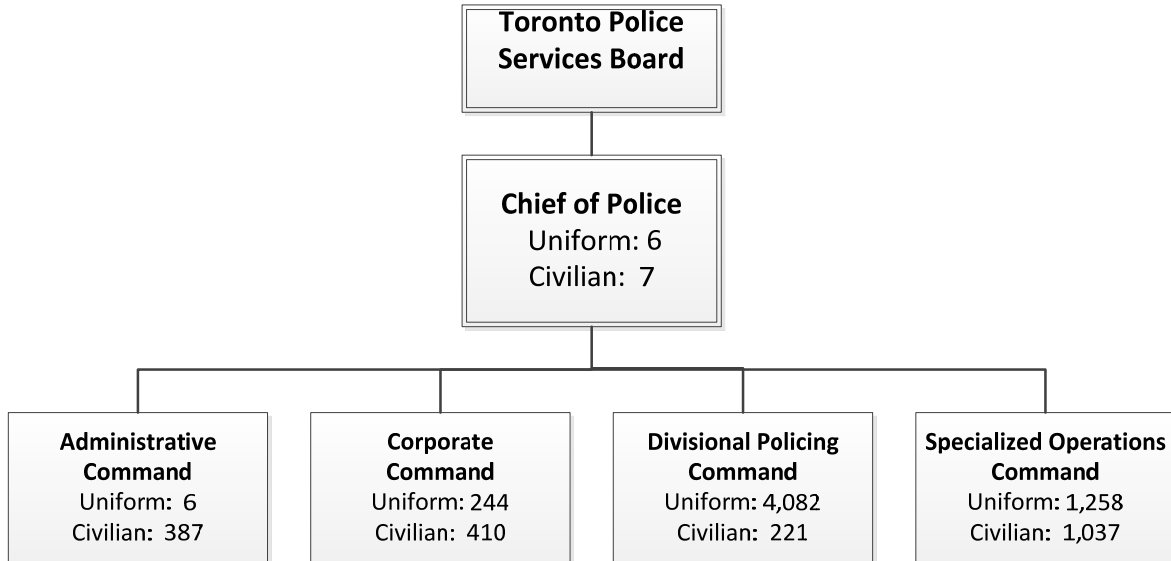 Toronto Police
Services Board
Chief of Police
Uniform: 6
Civilian: 7
Administrative
Command
Uniform: 6
Civilian: 387
Corporate
Command
Uniform: 244
Civilian: 410
Divisional Policing
Command
Uniform: 4,082
Civilian: 221
Specialized Operations
Command
Uniform: 1,258
Civilian: 1,037